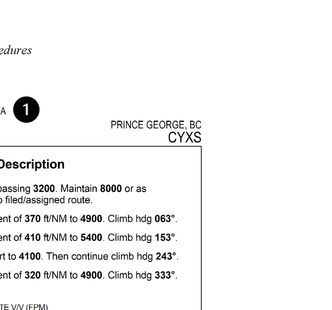 edures
A 1
PRINCE GEORGE, BC
CYXS
Description
passing 3200. Maintain 8000 or as
o filed/assigned route.
ent of 370 ft/NM to 4900. Climb hdg 063°.
ent of 410 ft/NM to 5400. Climb hdg 153°.
rt to 4100. Then continue climb hdg 243°.
ent of 320 ft/NM to 4900. Climb hdg 333°.
TE V/V (FPM)